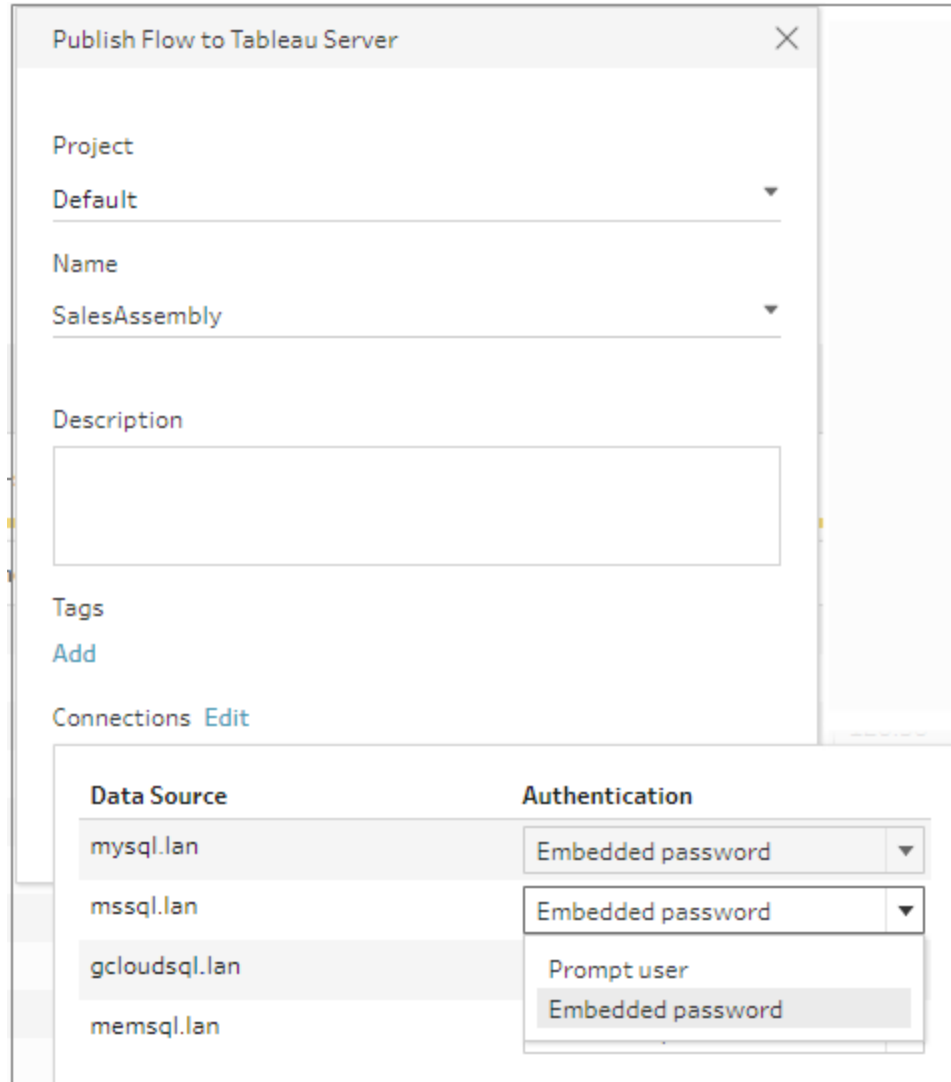 Publish Flow to Tableau Server
Project
Default
Name
SalesAssembly
Description
Tags
Add
Connections Edit
Data Source Authentication
mysql.lan Embedded password
mssql.lan Embedded password
gcloudsql.lan Prompt user
Embedded password
memsql.lan